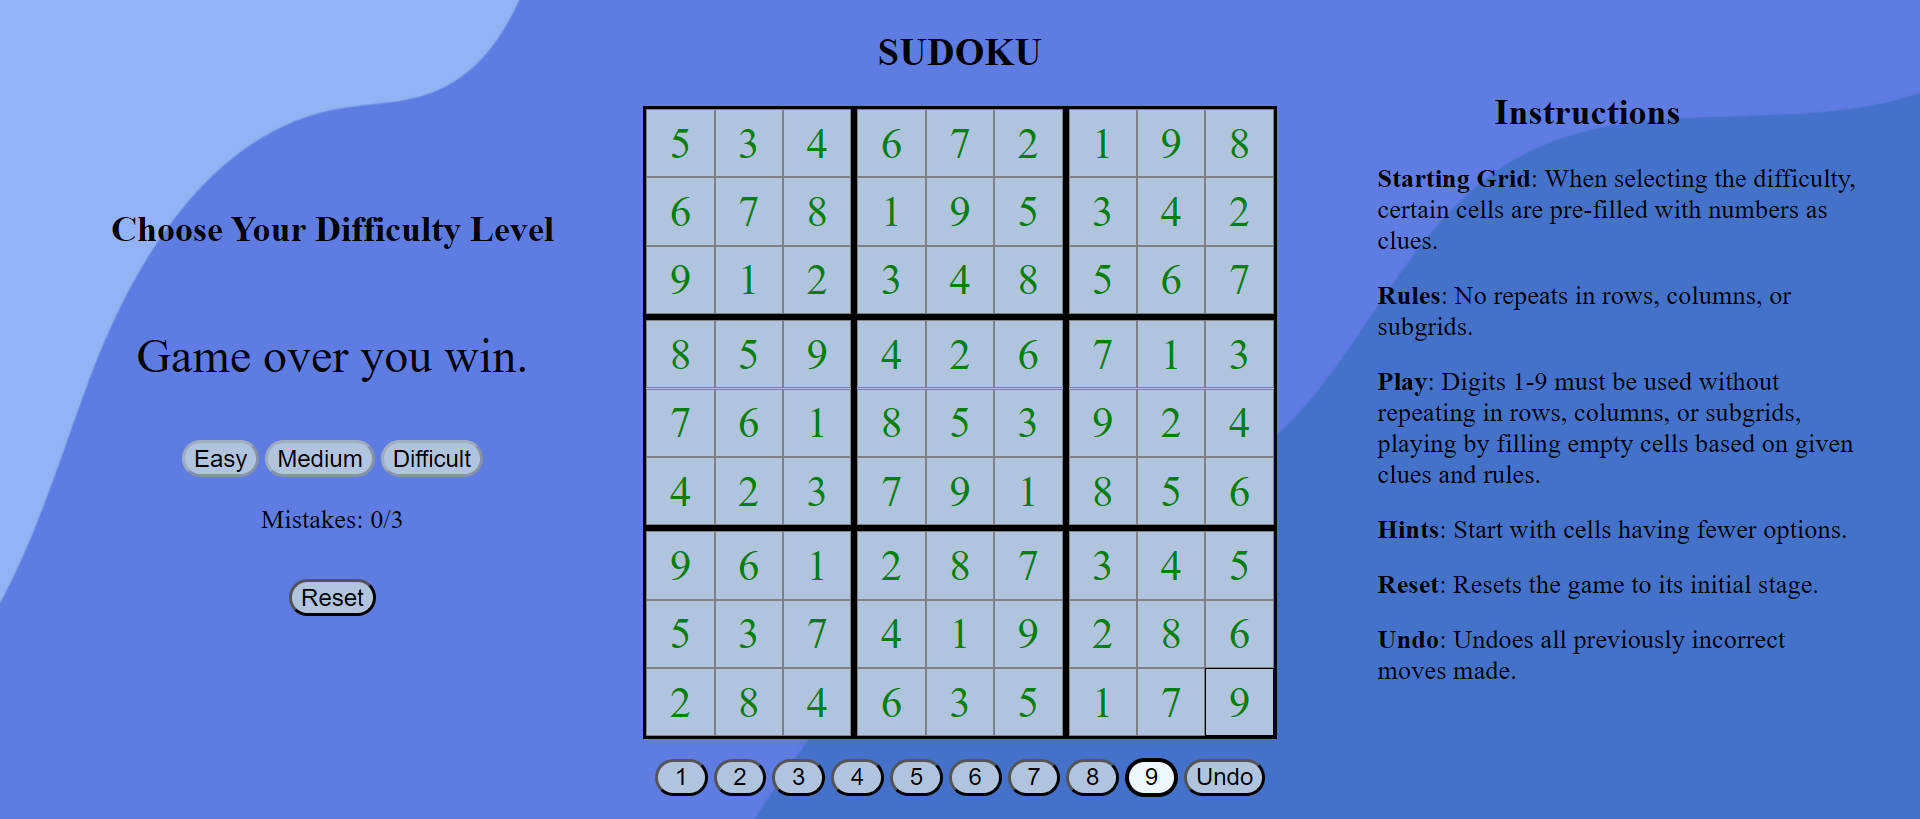 SUDOKU
Choose Your Difficulty Level
Game over you win.
Easy Medium Difficult
Mistakes: 0/3
Reset
5 3 4 6 7 2 1 9 8
6 7 8 1 9 5 3 4 2
9 1 2 3 4 8 5 6 7
8 5 9 4 2 6 7 1 3
7 6 1 8 5 3 9 2 4
4 2 3 7 9 1 8 5 6
9 6 1 2 8 7 3 4 5
5 3 7 4 1 9 2 8 6
2 8 4 6 3 5 1 7 9
1 2 3 4 5 6 7 8 9 Undo
Instructions
Starting Grid: When selecting the difficulty,
certain cells are pre-filled with numbers as
clues.
Rules: No repeats in rows, columns, or
subgrids.
Play: Digits 1-9 must be used without
repeating in rows, columns, or subgrids,
playing by filling empty cells based on given
clues and rules.
Hints: Start with cells having fewer options.
Reset: Resets the game to its initial stage.
Undo: Undoes all previously incorrect
moves made.